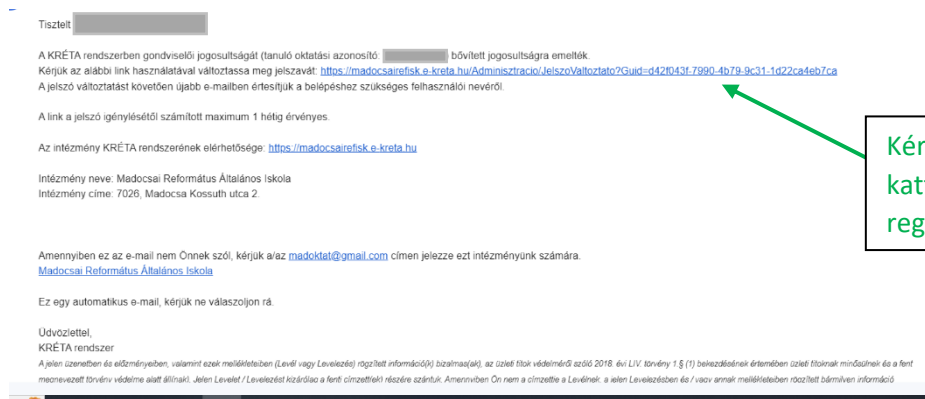 Tisztelt
A KRÉTA rendszerben gondviselői jogosultságát (tanuló oktatási azonosító: bővített jogosultságra emelték.
Kérjük az alábbi link használatával változtassa meg jelszavát: https://madocsairefisk.e-kreta.hu/Adminisztracio/JelszoValtoztato?Guid=d42f043f-7990-4b79-9c31-1d22ca4eb7ca
A jelszó változtatást követően újabb e-mailben értesítjük a belépéshez szükséges felhasználói nevéről.
A link a jelszó igénylésétől számított maximum 1 hétig érvényes.
Az intézmény KRÉTA rendszerének elérhetősége: https://madocsairefisk.e-kreta.hu
Kér
kat
reg
Intézmény neve: Madocsai Református Általános Iskola
Intézmény címe: 7026, Madocsa Kossuth utca 2.
Amennyiben ez az e-mail nem Önnek szól, kérjük a/az madoktat@gmail.com címen jelezze ezt intézményünk számára.
Madocsai Református Általános Iskola
Ez egy automatikus e-mail, kérjük ne válaszoljon rá.
Üdvözlettel,
KRÉTA rendszer
A jelen üzenetben és előzményeiben, valamint ezek mellékleteiben (Levél vagy Levelezés) rögzített információ(k) bizalmas(ak), az üzleti titok védelméről szóló 2018. évi LIV. törvény 1.§ (1) bekezdésének értemében üzleti titoknak minősülnek és a fent
megnevezett törvény védelme alatt áll(nak). Jelen Levelet / Levelezést kizárólag a fenti címzett(ek) részére szántuk. Amennyiben Ön nem a címzettje a Levélnek, a jelen Levelezésben és / vagy annak mellékleteiben rögzített bármilyen információ